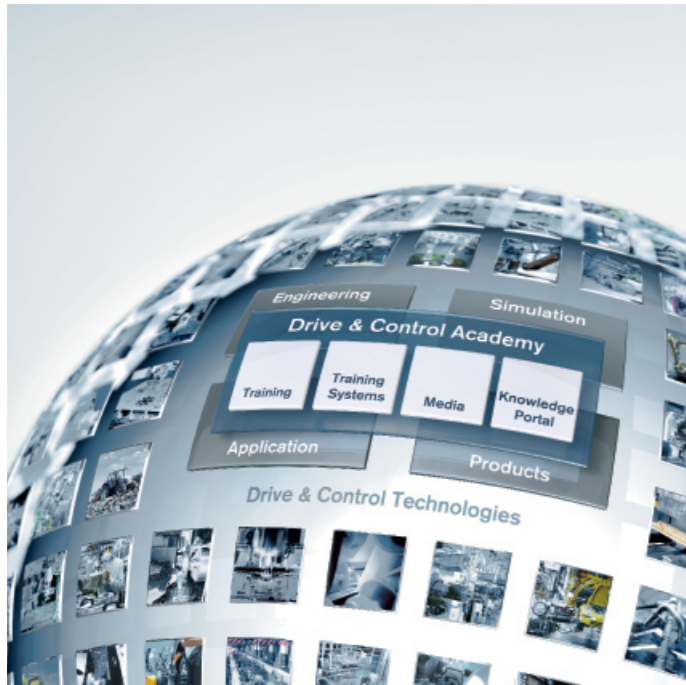 Engineering
Simulation
Drive & Control Academy
Training
Training
Systems
Media
Knowledge
Portal
Application
Products
Drive & Control Technologies